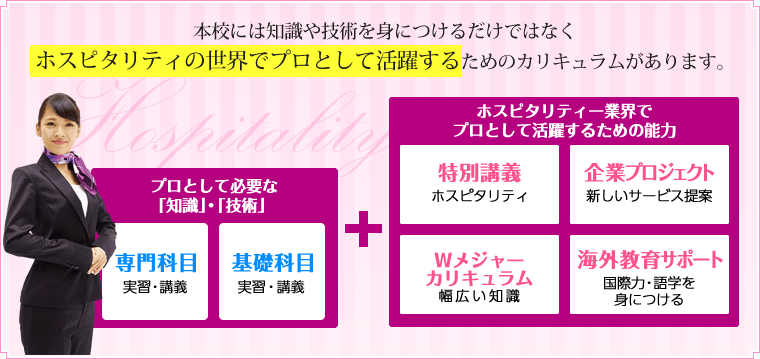 本校には知識や技術を身につけるだけではなく
ホスピタリティの世界でプロとして活躍するためのカリキュラムがあります。
Hospitality
プロとして必要な
「知識」・「技術」
専門科目
実習・講義
基礎科目
実習・講義
+
ホスピタリティー業界で
プロとして活躍するための能力
特別講義
ホスピタリティ
企業プロジェクト
新しいサービス提案
Wメジャー
カリキュラム
幅広い知識
海外教育サポート
国際力・語学を
身につける